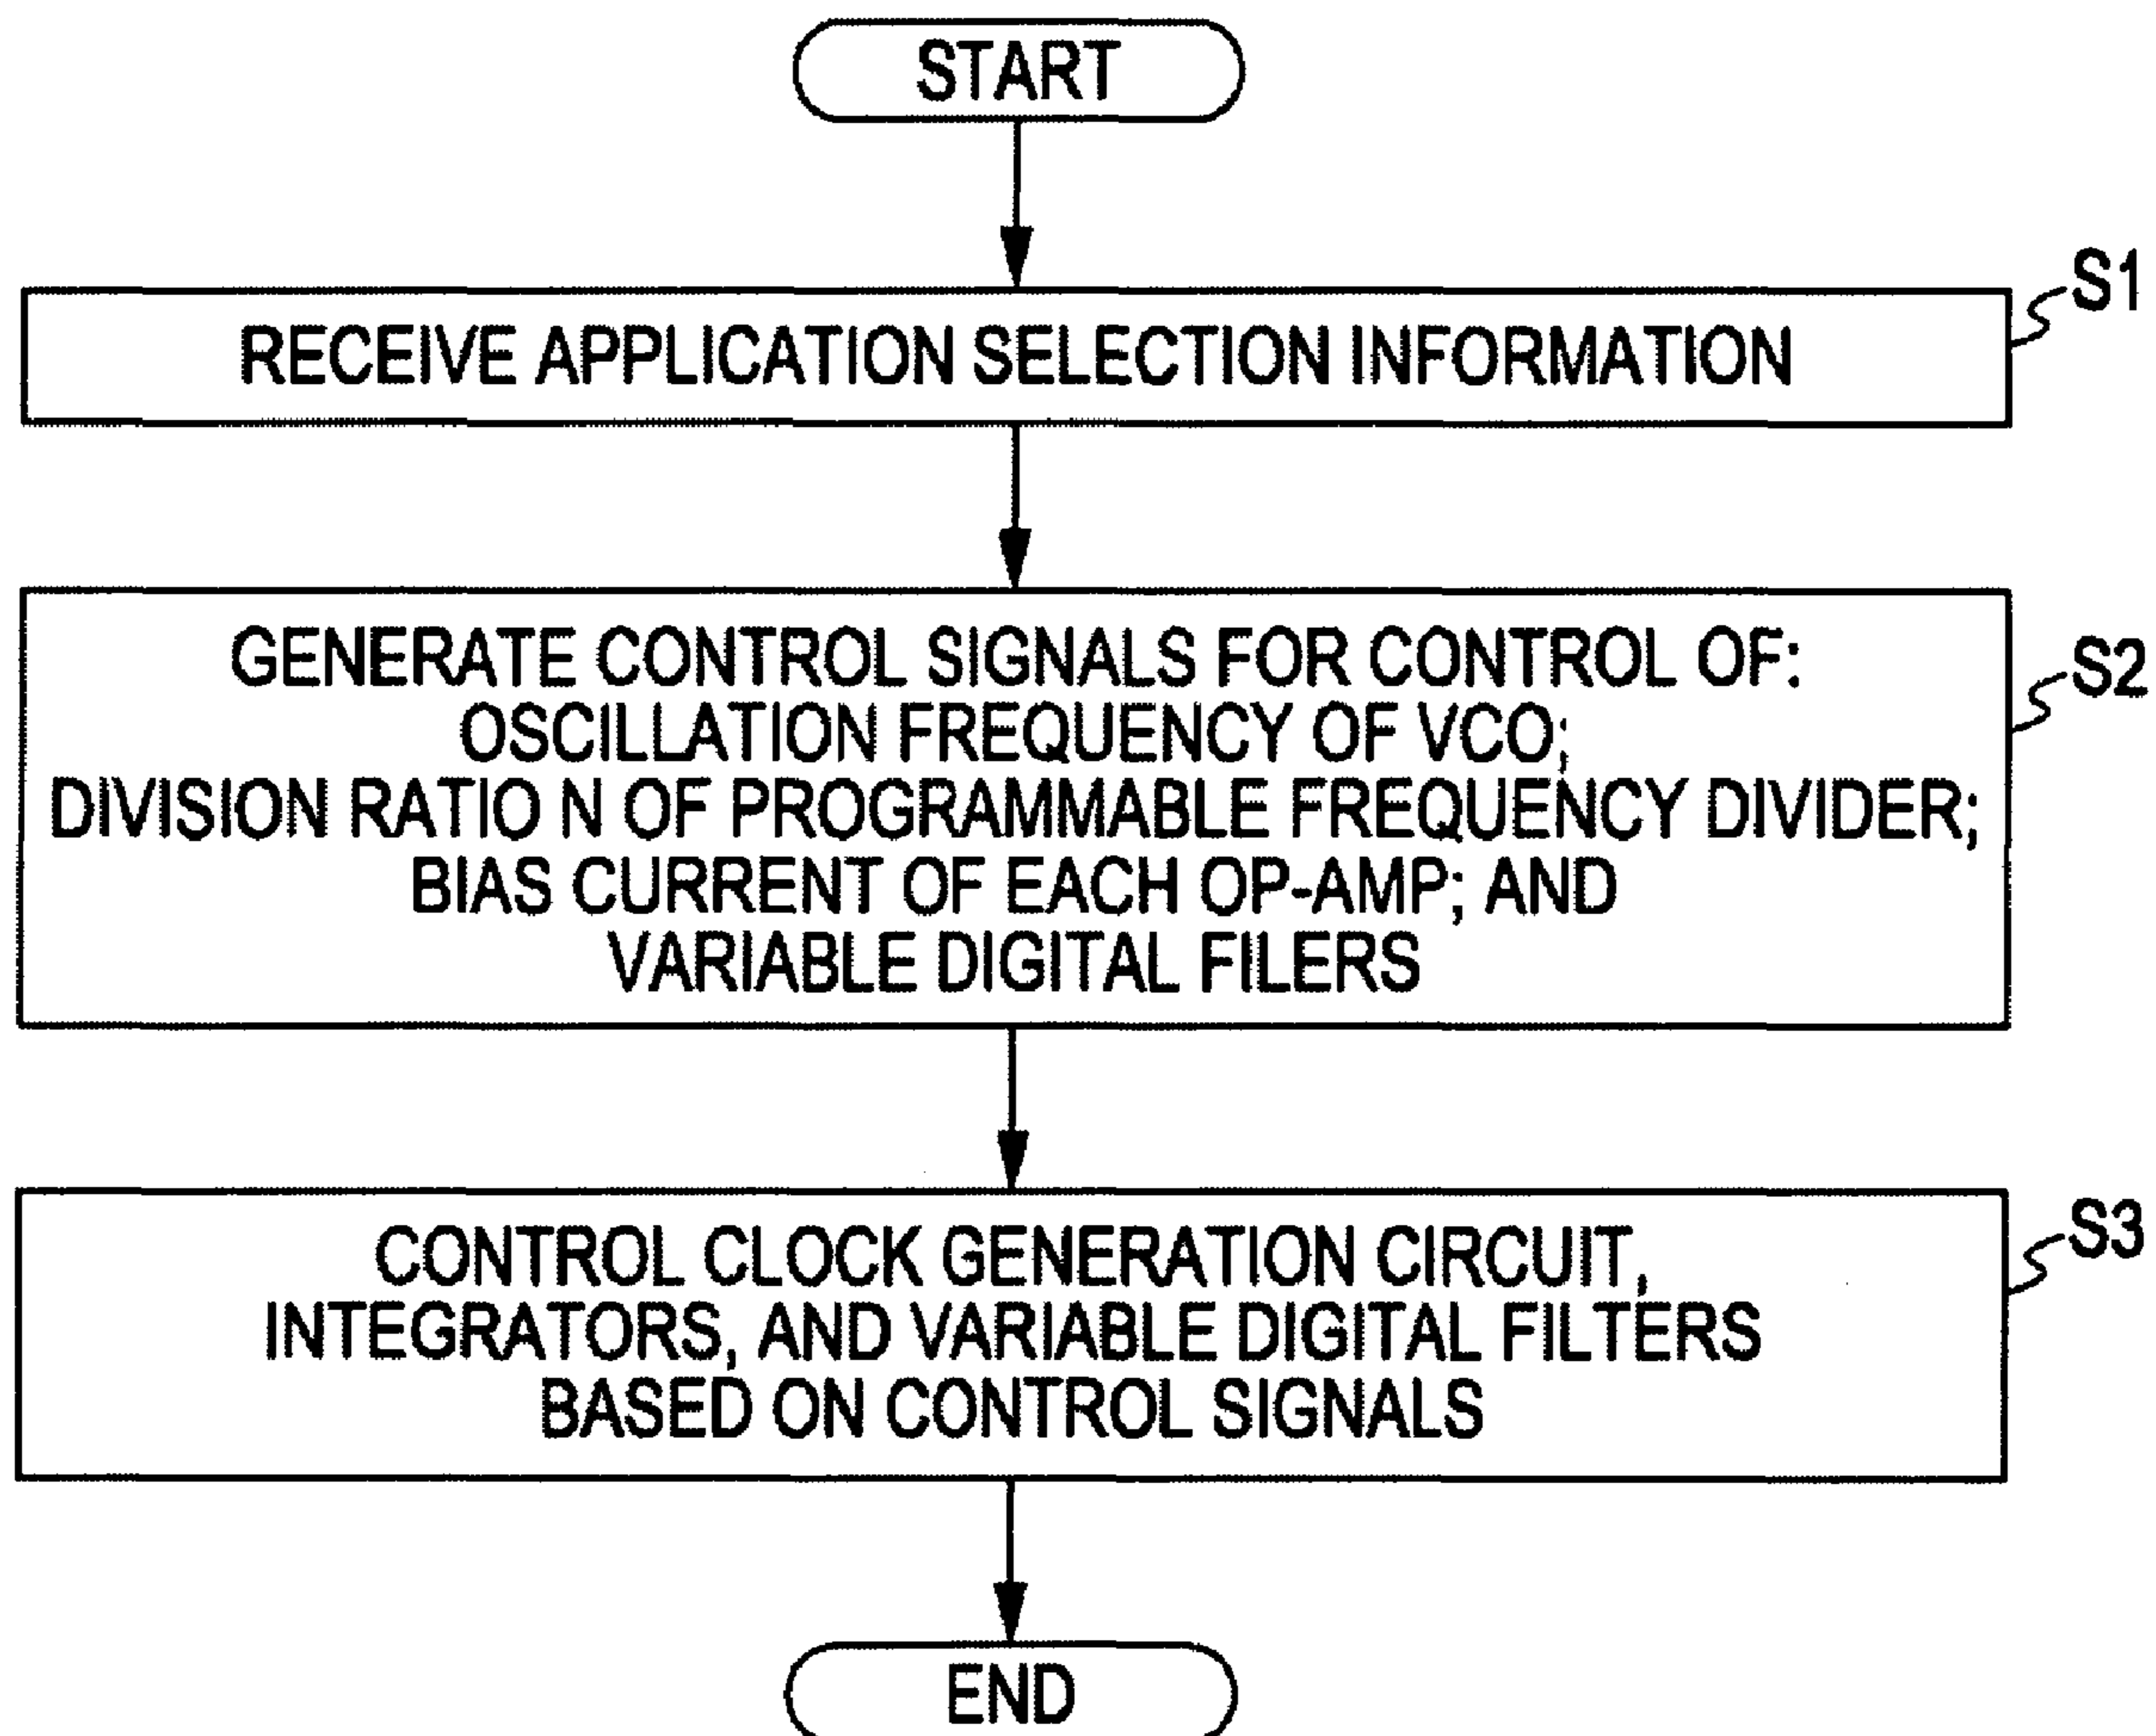 START
S1
RECEIVE APPLICATION SELECTION INFORMATION
S2
GENERATE CONTROL SIGNALS FOR CONTROL OF:
OSCILLATION FREQUENCY OF VCO;
DIVISION RATIO N OF PROGRAMMABLE FREQUENCY DIVIDER;
BIAS CURRENT OF EACH OP-AMP; AND
VARIABLE DIGITAL FILERS
S3
CONTROL CLOCK GENERATION CIRCUIT,
INTEGRATORS, AND VARIABLE DIGITAL FILTERS
BASED ON CONTROL SIGNALS
END